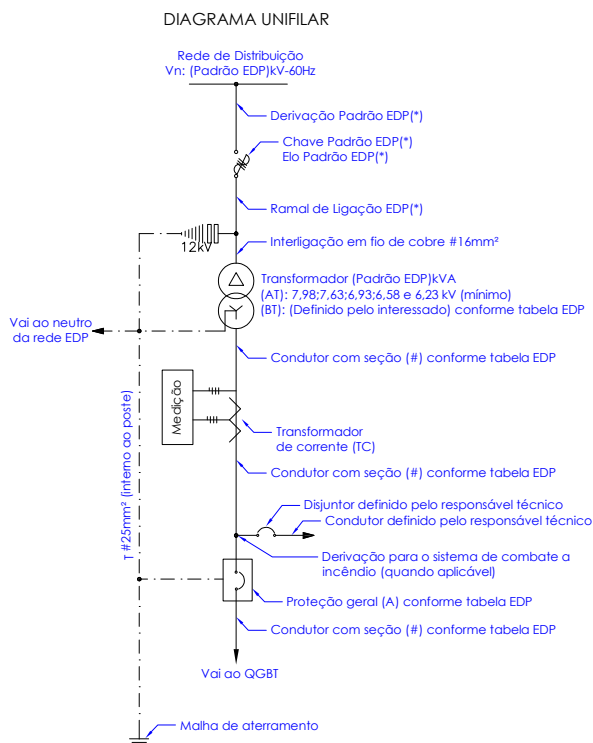 DIAGRAMA UNIFILAR
Rede de Distribuição
Vn: (Padrão EDP)kV-60Hz
Derivação Padrão EDP(*)
Chave Padrão EDP(*)
Elo Padrão EDP(*)
Ramal de Ligação EDP(*)
12kV
Interligação em fio de cobre #16mm²
Transformador (Padrão EDP)kVA
(AT): 7,98;7,63;6,93;6,58 e 6,23 kV (mínimo)
(BT): (Definido pelo interessado) conforme tabela EDP
Vai ao neutro
da rede EDP
Condutor com seção (#) conforme tabela EDP
Medição
Transformador
de corrente (TC)
Condutor com seção (#) conforme tabela EDP
T #25mm² (interno ao poste)
Disjuntor definido pelo responsável técnico
Condutor definido pelo responsável técnico
Derivação para o sistema de combate a
incêndio (quando aplicável)
Proteção geral (A) conforme tabela EDP
Condutor com seção (#) conforme tabela EDP
Vai ao QGBT
Malha de aterramento